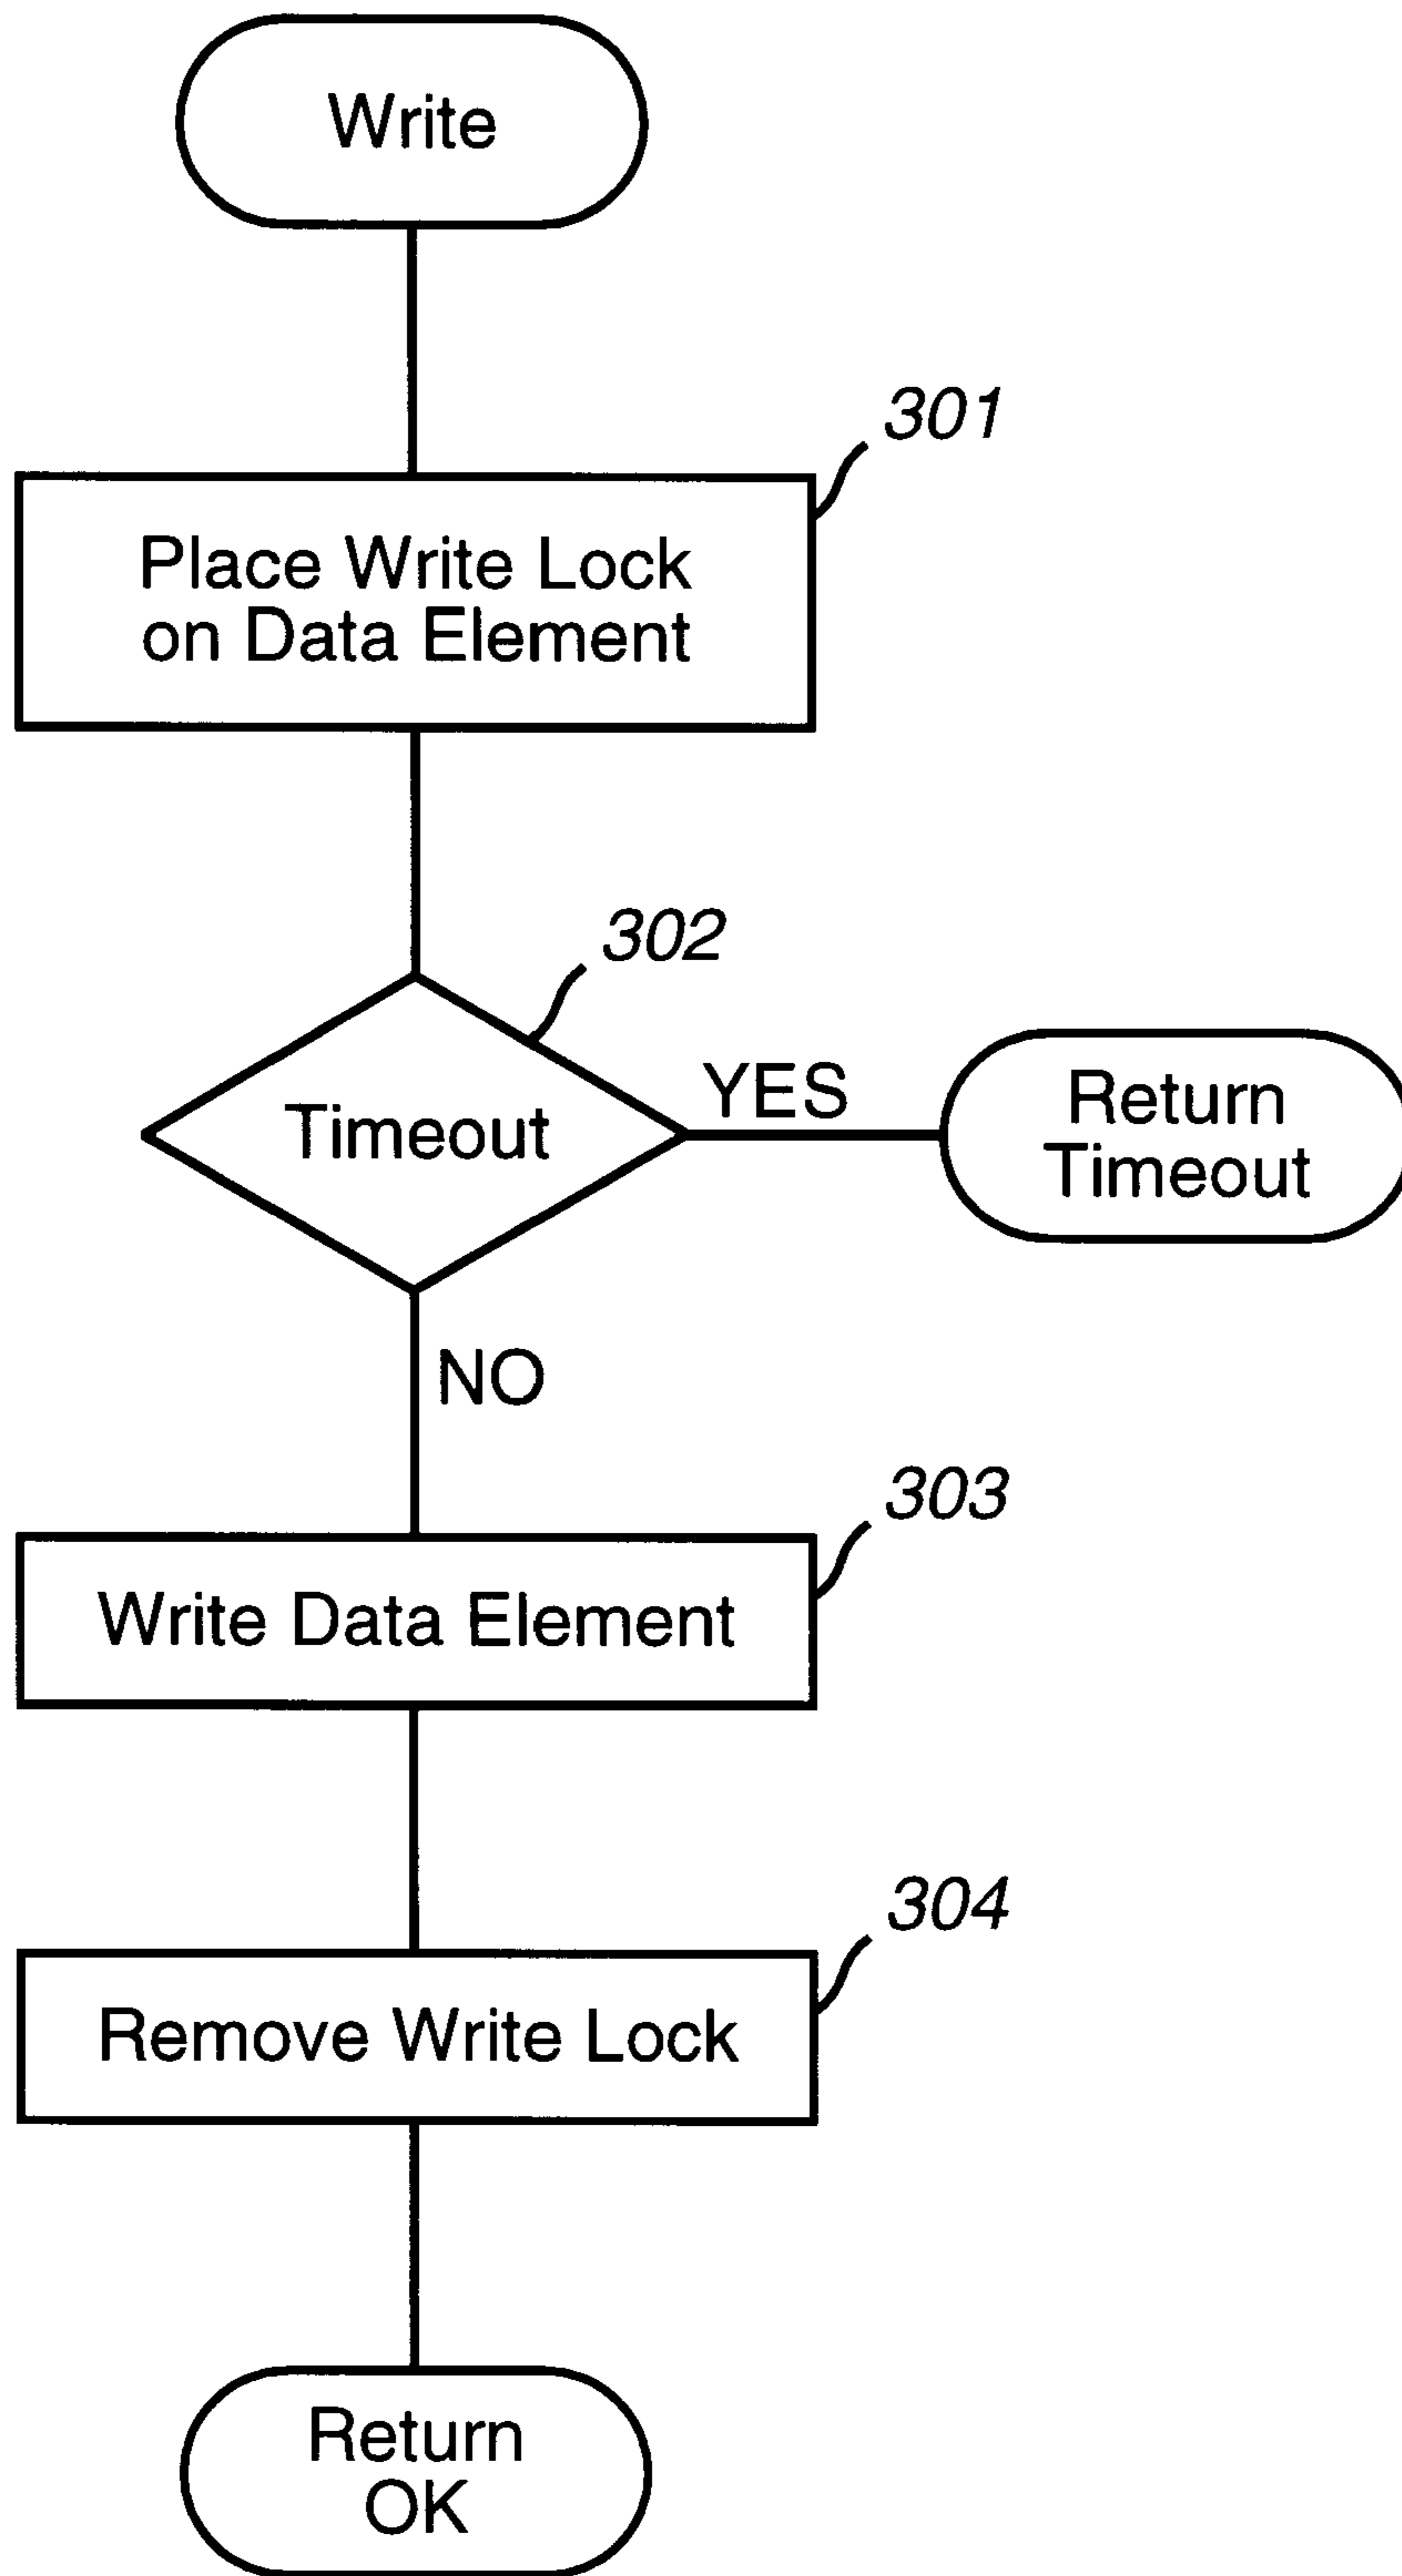 Write
301
Place Write Lock
on Data Element
302
Timeout
YES
Return
Timeout
NO
303
Write Data Element
304
Remove Write Lock
Return
OK